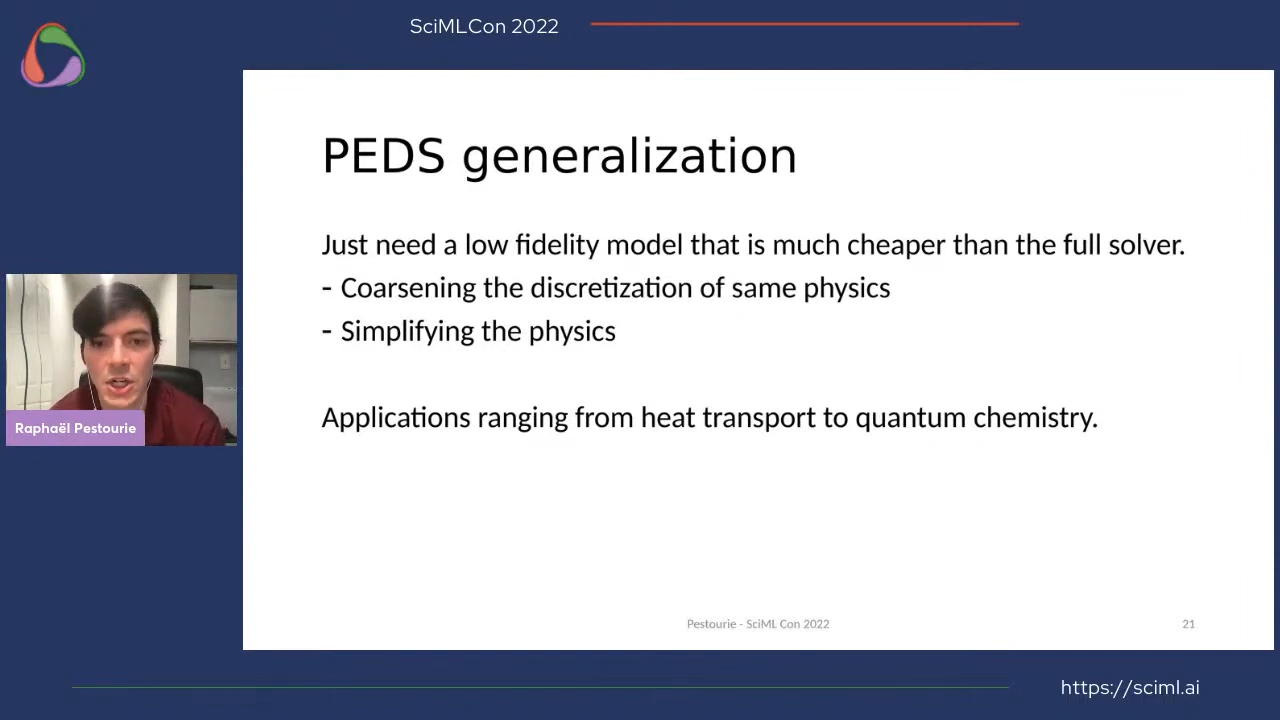 SciMLCon 2022
PEDS generalization
Just need a low fidelity model that is much cheaper than the full solver.
- Coarsening the discretization of same physics
- Simplifying the physics
Applications ranging from heat transport to quantum chemistry.
Raphaël Pestourie
Pestourie - SciML Con 2022
21
https://sciml.ai